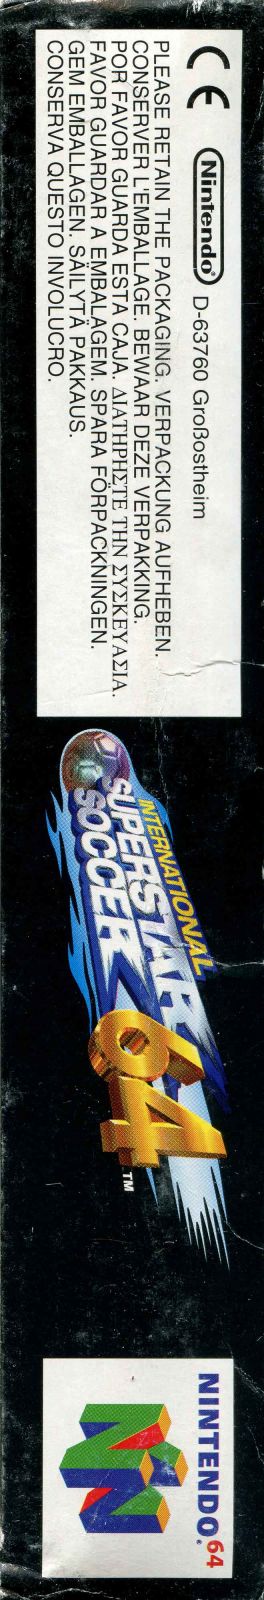 CE Nintendo® D-63760 Großostheim
PLEASE RETAIN THE PACKAGING. VERPACKUNG AUFHEBEN.
CONSERVER L'EMBALLAGE. BEWAAR DEZE VERPAKKING.
POR FAVOR GUARDA ESTA CAJA. ΔΙΑΤΗΡΗΣΤΕ ΤΗΝ ΣΥΣΚΕΥΑΣΙΑ.
FAVOR GUARDAR A EMBALAGEM. SPARA FÖRPACKNINGEN.
GEM EMBALLAGEN. SÄILYTÄ PAKKAUS.
CONSERVA QUESTO INVOLUCRO.
INTERNATIONAL
SUPERSTAR
SOCCER
64 TM
NINTENDO®64